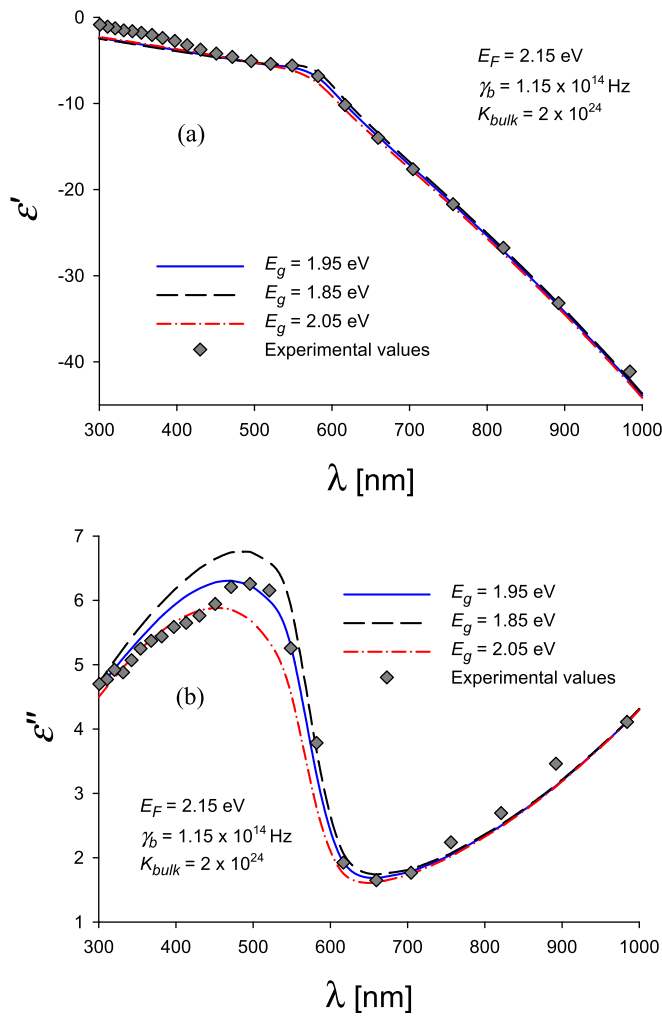 0
-10
-20
-30
-40
300 400 500 600 700 800 900 1000
ε'
λ [nm]
(a)
E_F = 2.15 eV
γ_b = 1.15 x 10^14 Hz
K_bulk = 2 x 10^24
E_g = 1.95 eV
E_g = 1.85 eV
E_g = 2.05 eV
Experimental values
7
6
5
4
3
2
1
300 400 500 600 700 800 900 1000
ε''
λ [nm]
(b)
E_g = 1.95 eV
E_g = 1.85 eV
E_g = 2.05 eV
Experimental values
E_F = 2.15 eV
γ_b = 1.15 x 10^14 Hz
K_bulk = 2 x 10^24